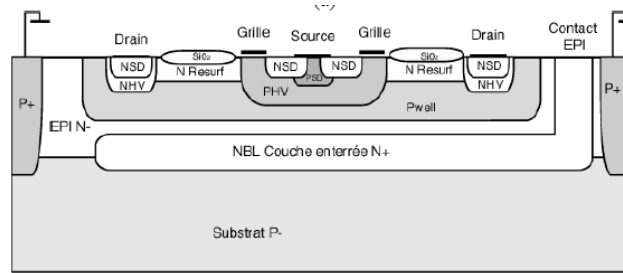 Drain
Grille
Source
Grille
Drain
Contact
EPI
SiO₂
SiO₂
NSD
N Resurf
NSD
NSD
N Resurf
NSD
PSD
NHV
PHV
NHV
P+
P+
Pwell
EPI N-
NBL Couche enterrée N+
Substrat P-